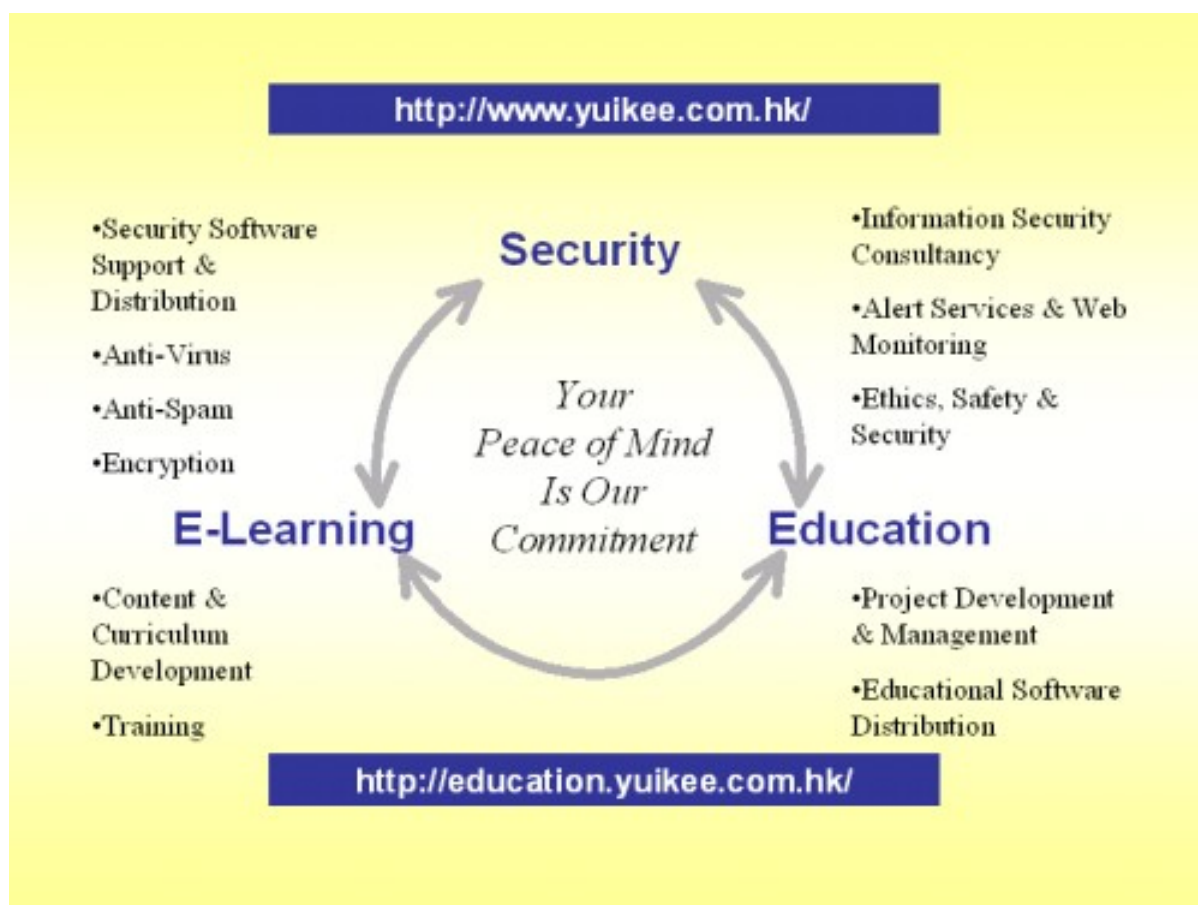 http://www.yuikee.com.hk/
•Security Software
Support &
Distribution
•Anti-Virus
•Anti-Spam
•Encryption
Security
•Information Security
Consultancy
•Alert Services & Web
Monitoring
•Ethics, Safety &
Security
Your
Peace of Mind
Is Our
Commitment
E-Learning
Education
•Content &
Curriculum
Development
•Training
•Project Development
& Management
•Educational Software
Distribution
http://education.yuikee.com.hk/